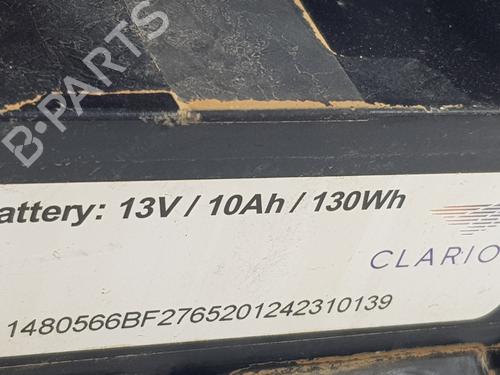 B-PARTS
attery: 13V / 10Ah / 130Wh
CLARIO
1480566BF2765201242310139